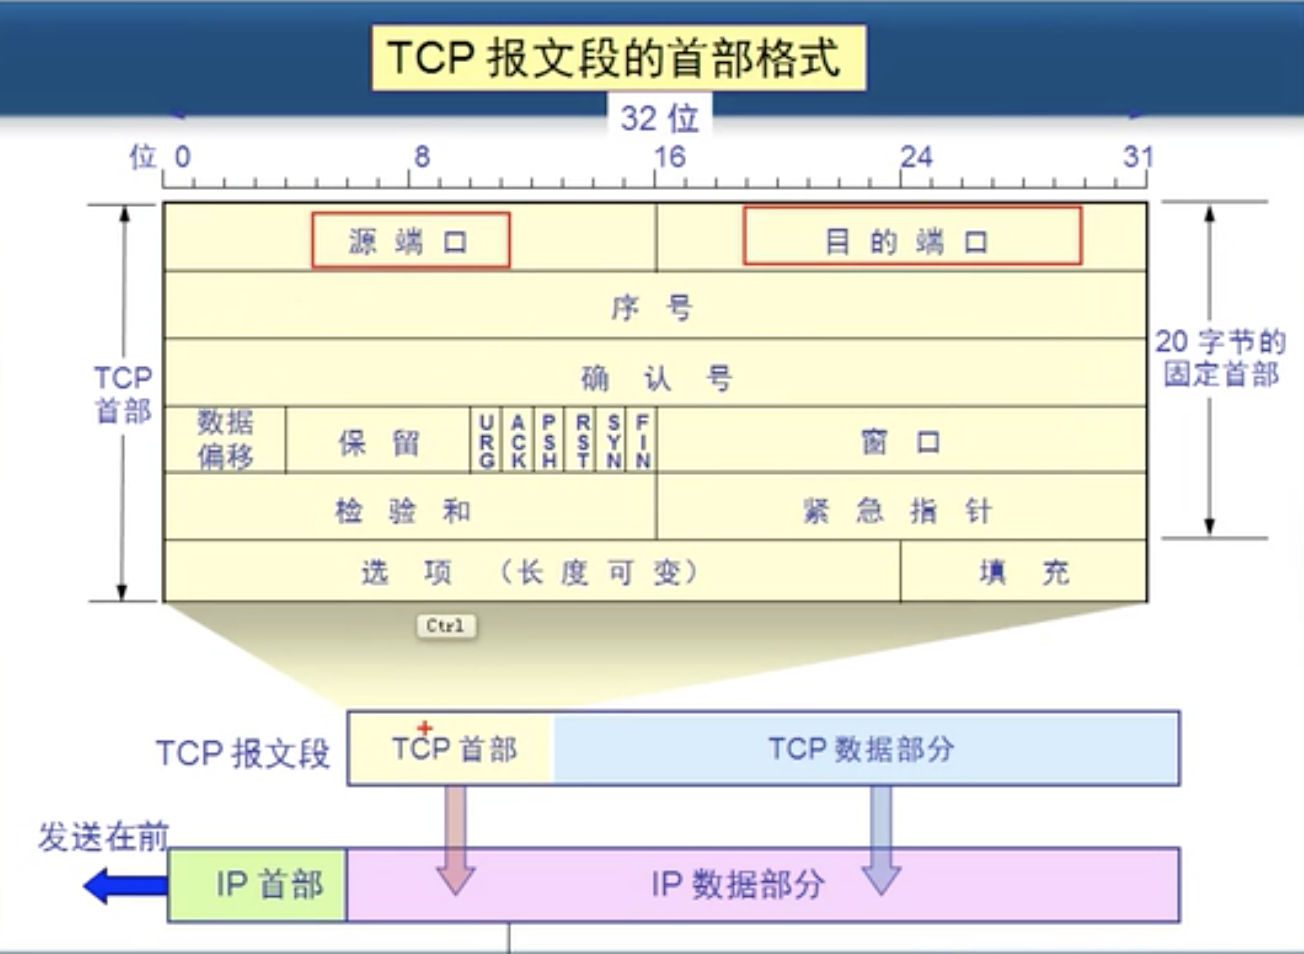 TCP 报文段的首部格式
32 位
位 0 8 16 24 31
源 端 口 目 的 端 口
序 号
确 认 号
20 字节的
固定首部
TCP
首部
数据
偏移
保 留
URG ACK PSH RST SYN FIN
窗 口
检 验 和 紧 急 指 针
选 项 （长 度 可 变） 填 充
Ctrl
TCP 报文段 TCP 首部 TCP 数据部分
发送在前
IP 首部 IP 数据部分